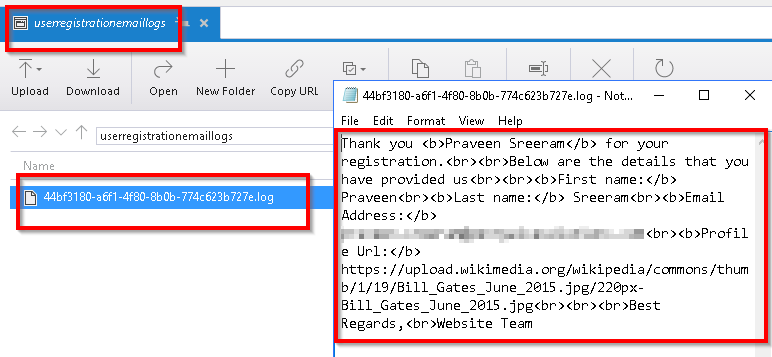 userregistrationemaillogs
Upload
Download
Open
New Folder
Copy URL
userregistrationemaillogs
Name
44bf3180-a6f1-4f80-8b0b-774c623b727e.log
44bf3180-a6f1-4f80-8b0b-774c623b727e.log - Not...
File Edit Format View Help
Thank you <b>Praveen Sreeram</b> for your
registration.<br><br>Below are the details that you
have provided us<br><br><b>First name:</b>
Praveen<br><b>Last name:</b> Sreeram<br><b>Email
Address:</b>
<br><b>Profil
e Url:</b>
https://upload.wikimedia.org/wikipedia/commons/thum
b/1/19/Bill_Gates_June_2015.jpg/220px-
Bill_Gates_June_2015.jpg<br><br><br>Best
Regards,<br>Website Team